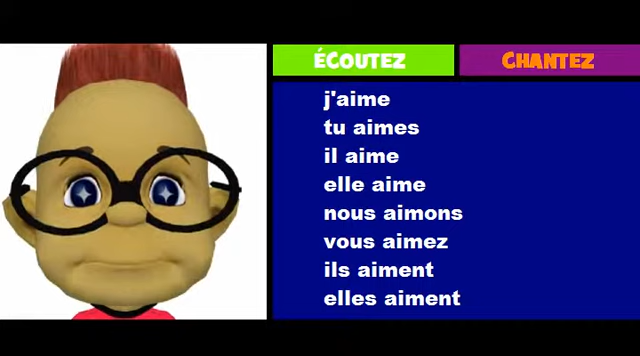 ÉCOUTEZ
CHANTEZ
j'aime
tu aimes
il aime
elle aime
nous aimons
vous aimez
ils aiment
elles aiment